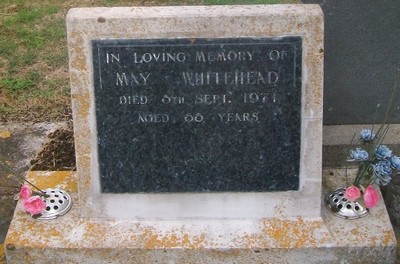 IN LOVING MEMORY OF
MAY WHITEHEAD
DIED 6TH SEPT. 1971
AGED 66 YEARS